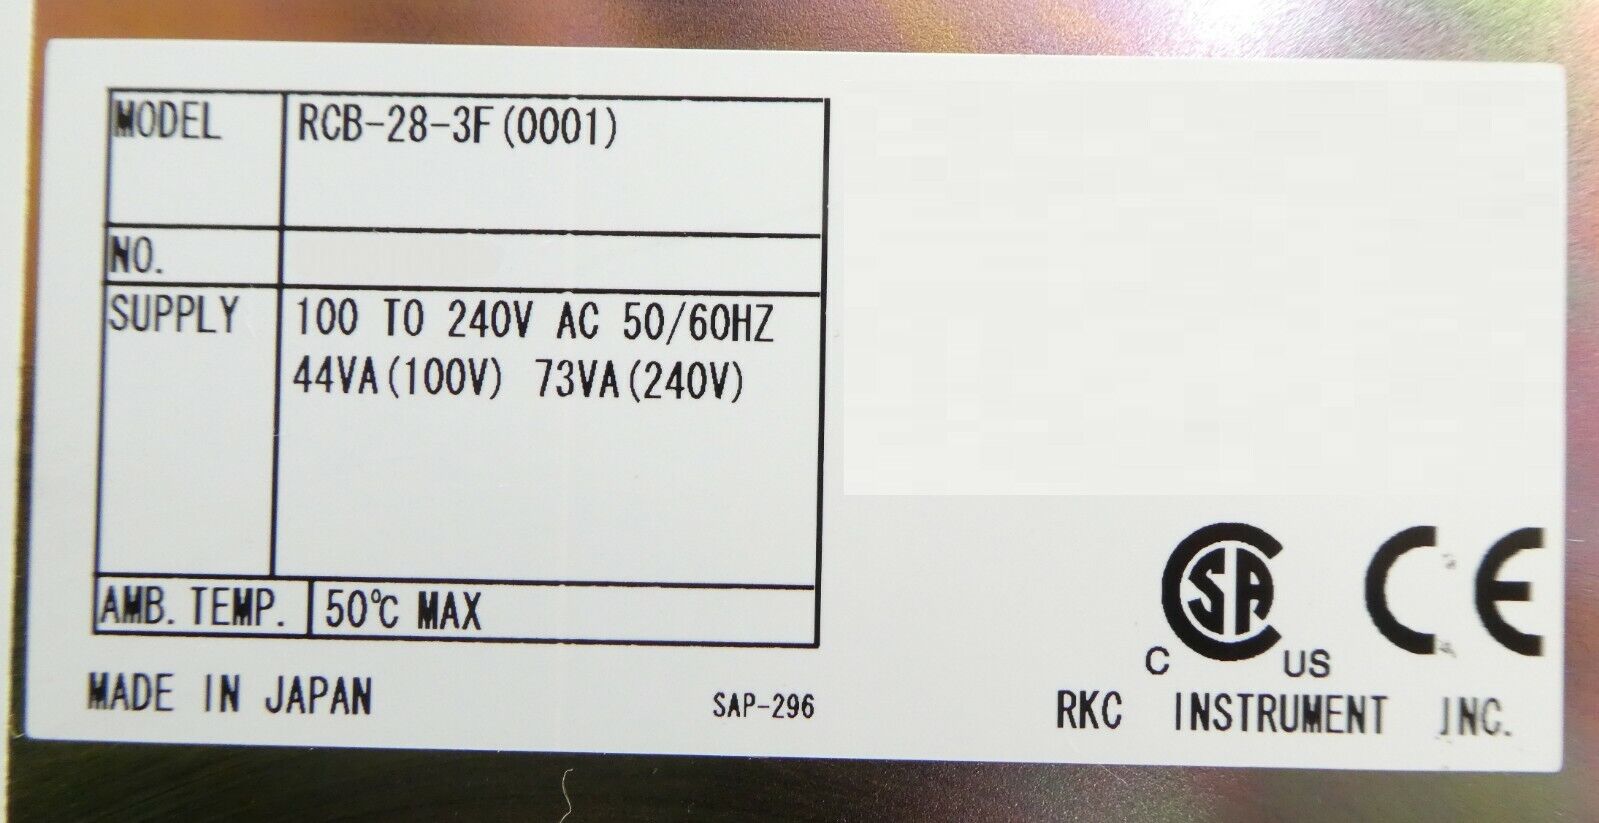 MODEL RCB-28-3F(0001)
NO.
SUPPLY 100 TO 240V AC 50/60HZ
44VA(100V) 73VA(240V)
AMB. TEMP. 50℃ MAX
MADE IN JAPAN
SAP-296
C SA US
CE
RKC INSTRUMENT INC.